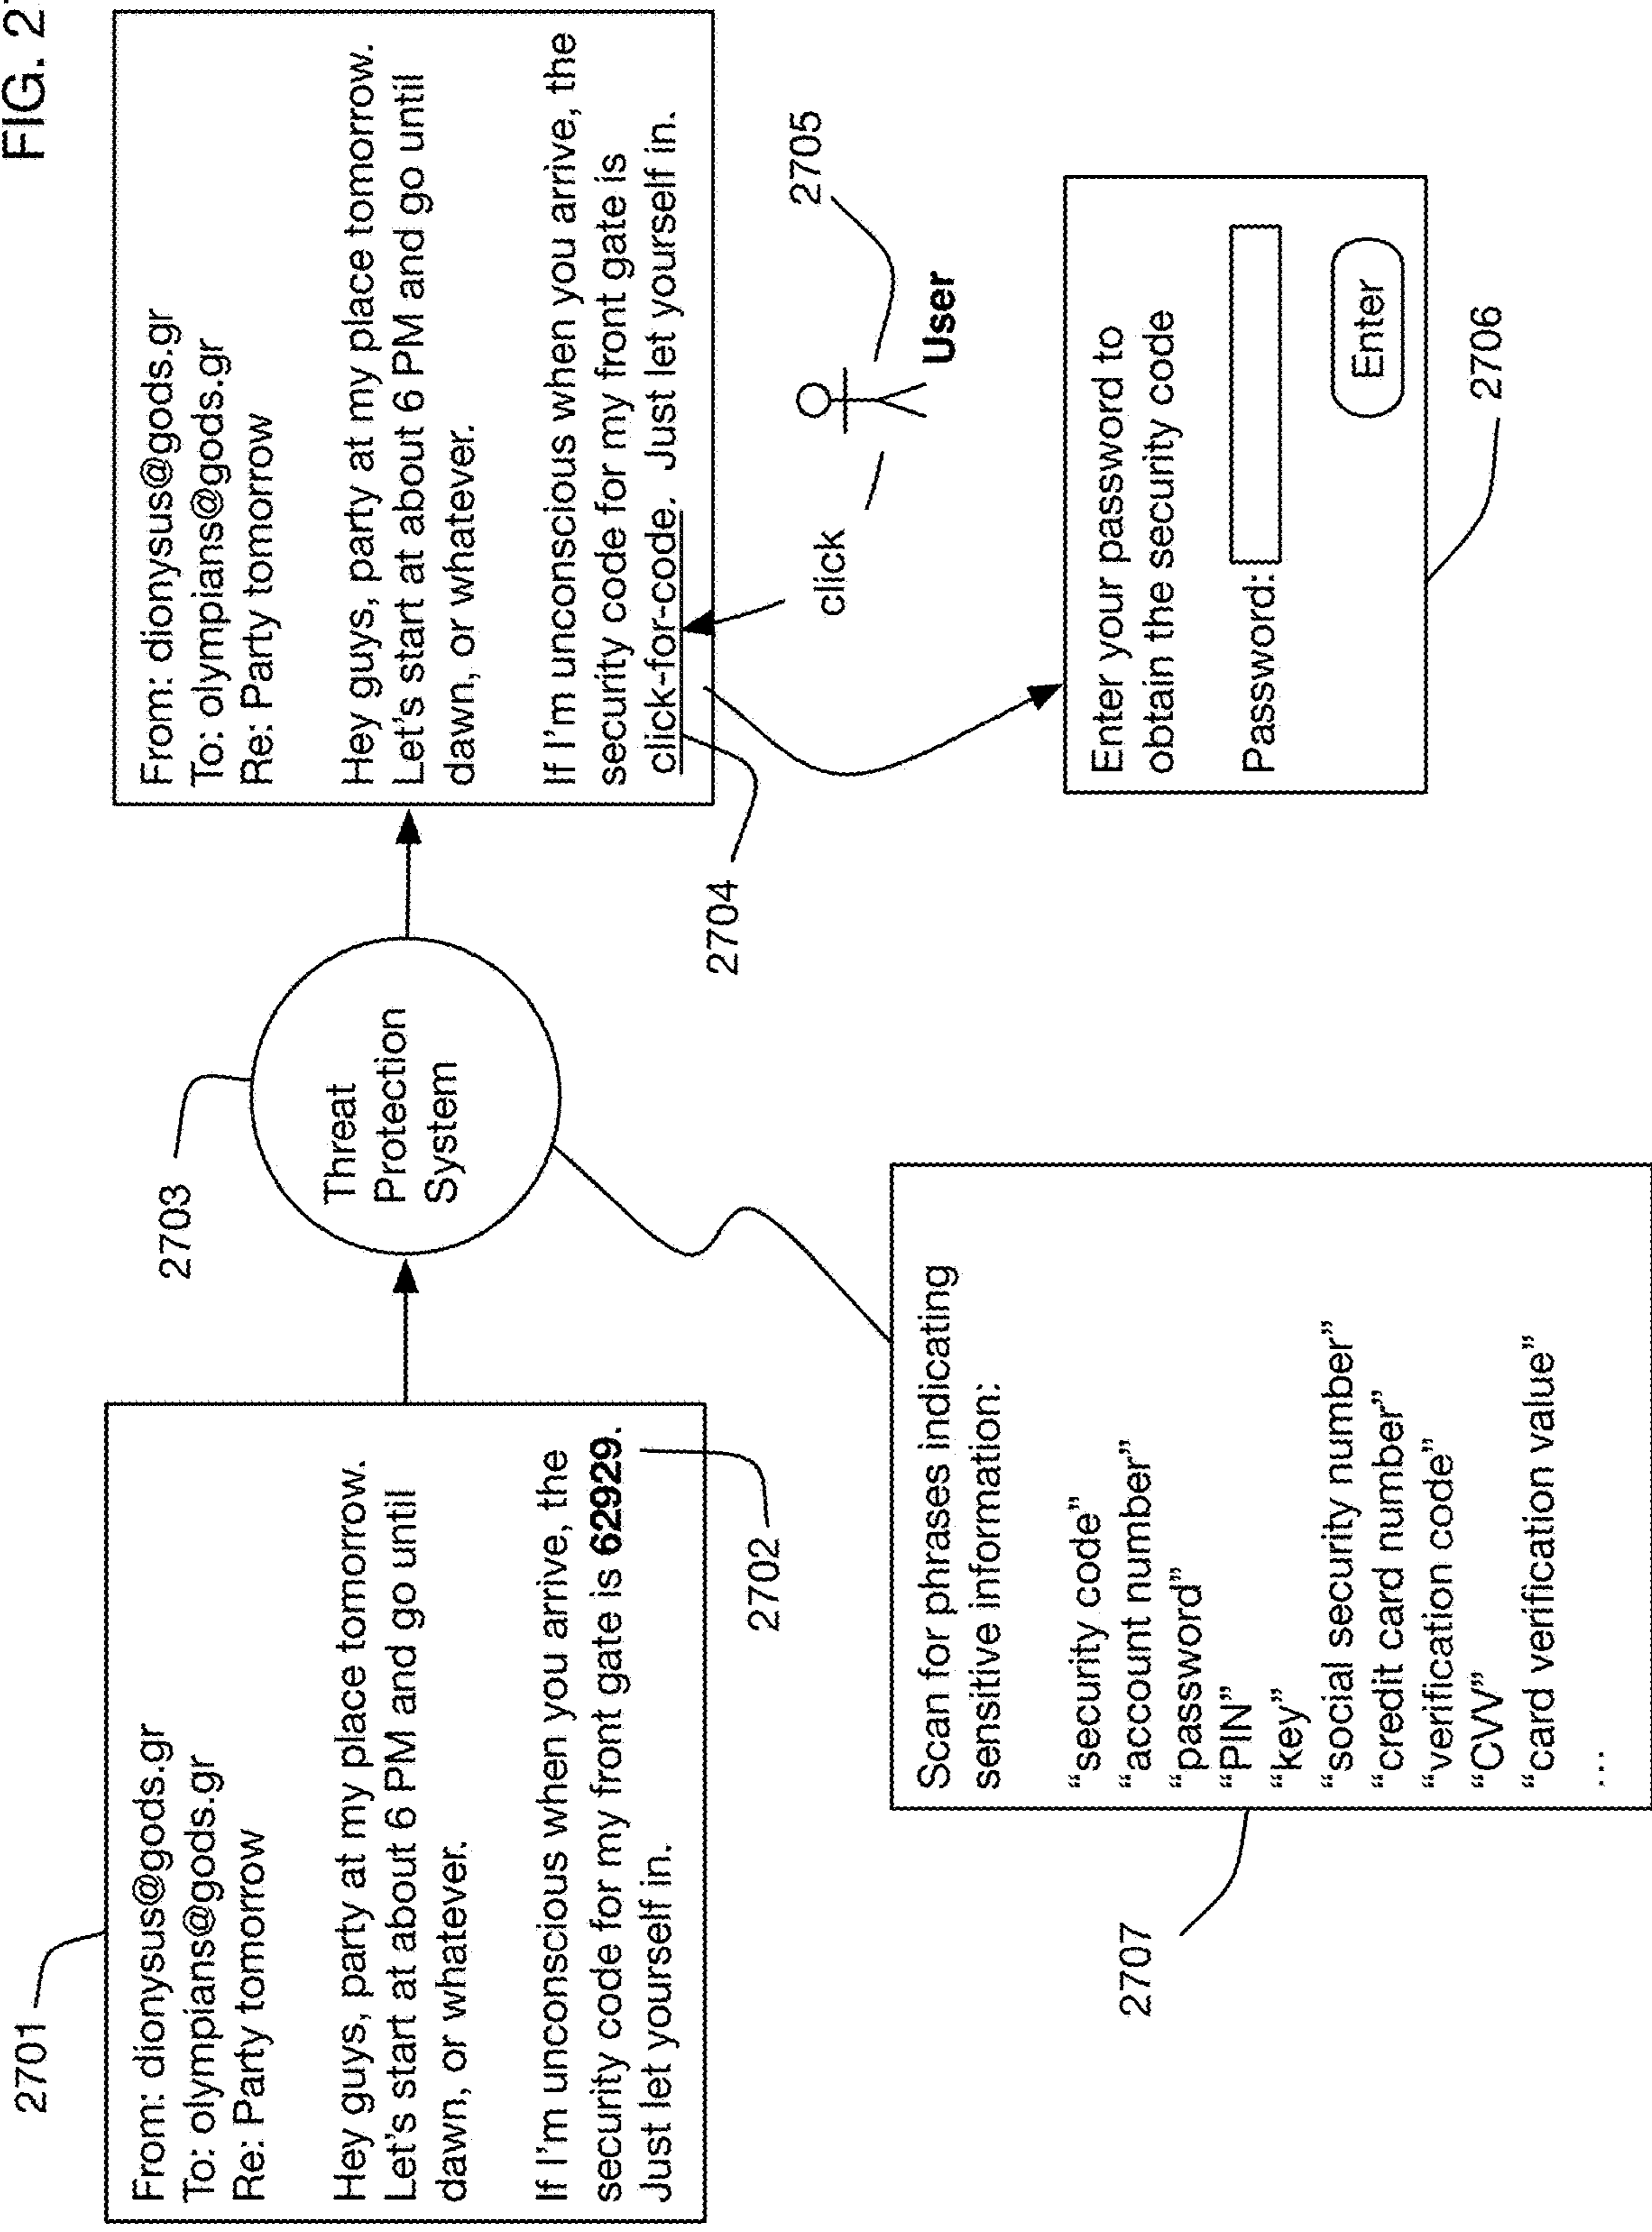 FIG. 2
2701
From: dionysus@gods.gr
To: olympians@gods.gr
Re: Party tomorrow
Hey guys, party at my place tomorrow.
Let's start at about 6 PM and go until
dawn, or whatever.
If I'm unconscious when you arrive, the
security code for my front gate is 62929.
Just let yourself in.
2702
2703
Threat
Protection
System
From: dionysus@gods.gr
To: olympians@gods.gr
Re: Party tomorrow
Hey guys, party at my place tomorrow.
Let's start at about 6 PM and go until
dawn, or whatever.
If I'm unconscious when you arrive, the
security code for my front gate is
click-for-code. Just let yourself in.
2704
click
User
2705
Enter your password to
obtain the security code
Password:
Enter
2706
2707
Scan for phrases indicating
sensitive information:
“security code”
“account number”
“password”
“PIN”
“key”
“social security number”
“credit card number”
“verification code”
“CVV”
“card verification value”
...